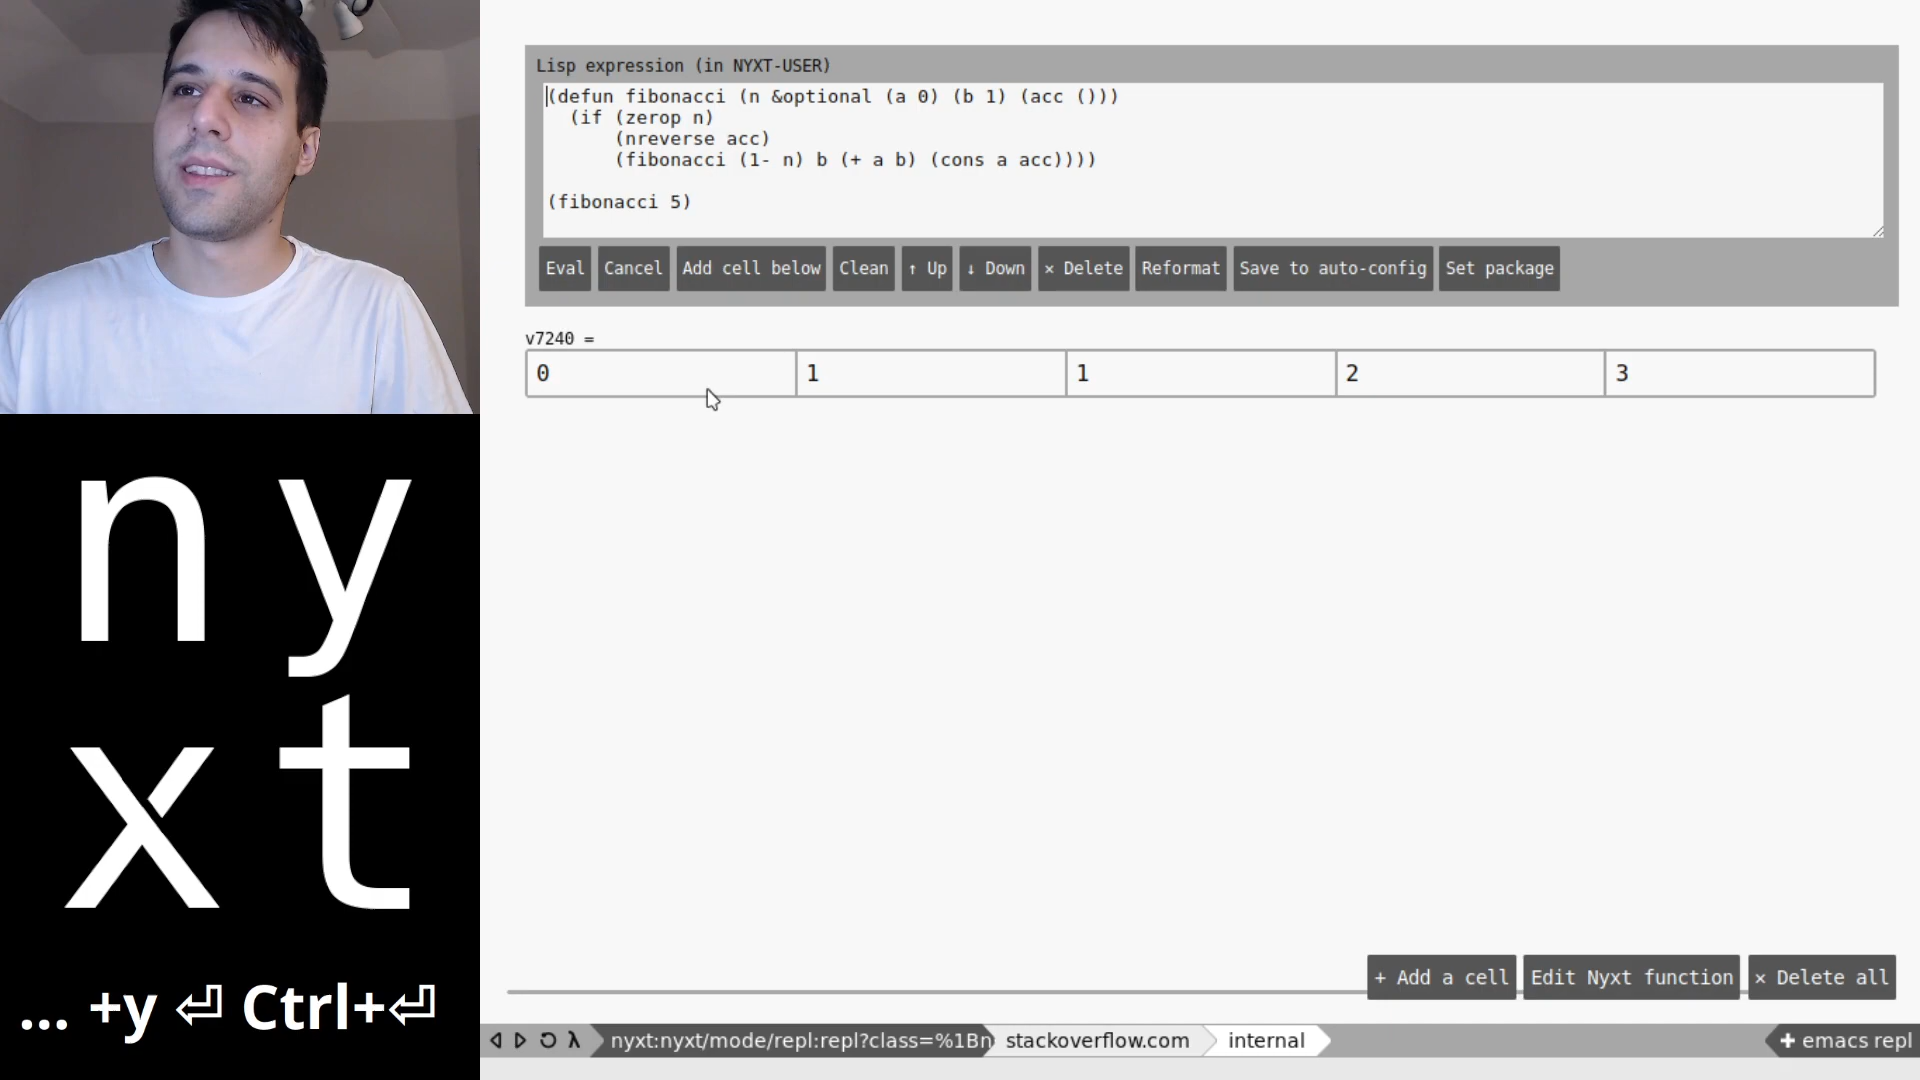 Lisp expression (in NYXT-USER)
(defun fibonacci (n &optional (a 0) (b 1) (acc ()))
  (if (zerop n)
      (nreverse acc)
      (fibonacci (1- n) b (+ a b) (cons a acc))))
(fibonacci 5)
Eval Cancel Add cell below Clean ↑ Up ↓ Down × Delete Reformat Save to auto-config Set package
v7240 =
0 1 1 2 3
n y
x t
... +y ⏎ Ctrl+⏎
+ Add a cell Edit Nyxt function × Delete all
λ nyxt:nyxt/mode/repl:repl?class=%1Bn stackoverflow.com internal ✚ emacs repl